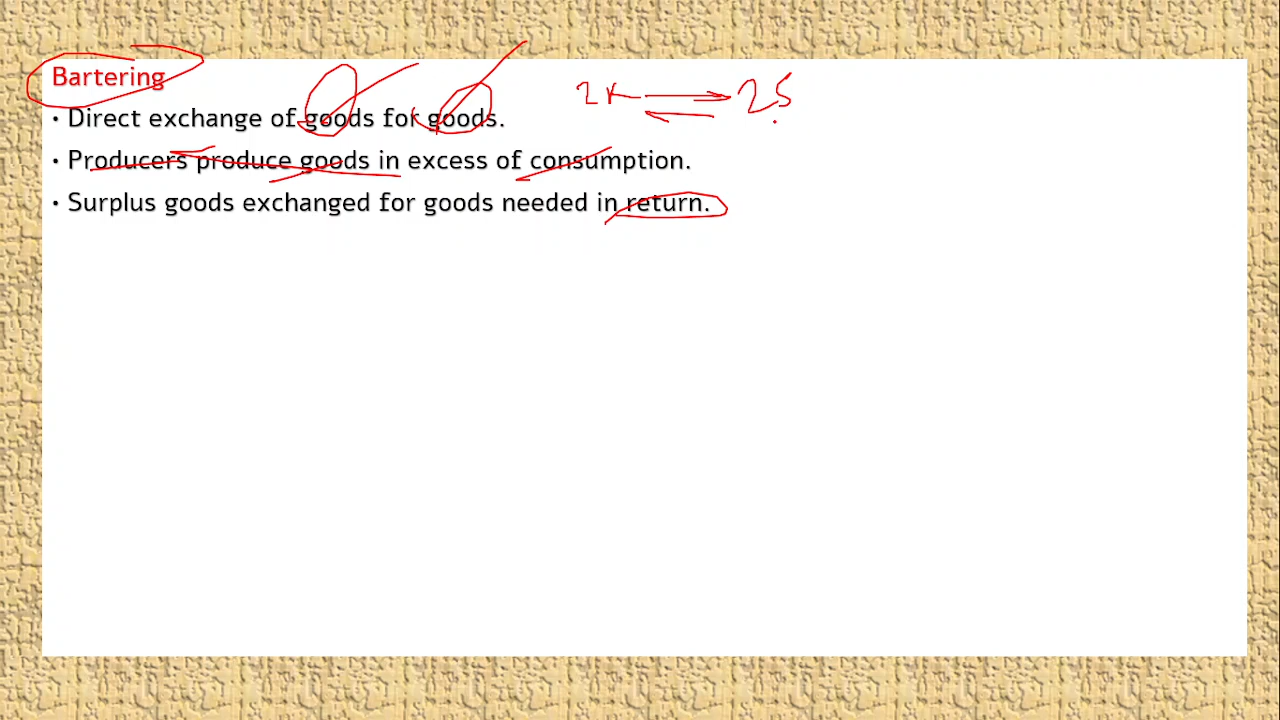 Bartering
• Direct exchange of goods for goods.
• Producers produce goods in excess of consumption.
• Surplus goods exchanged for goods needed in return.